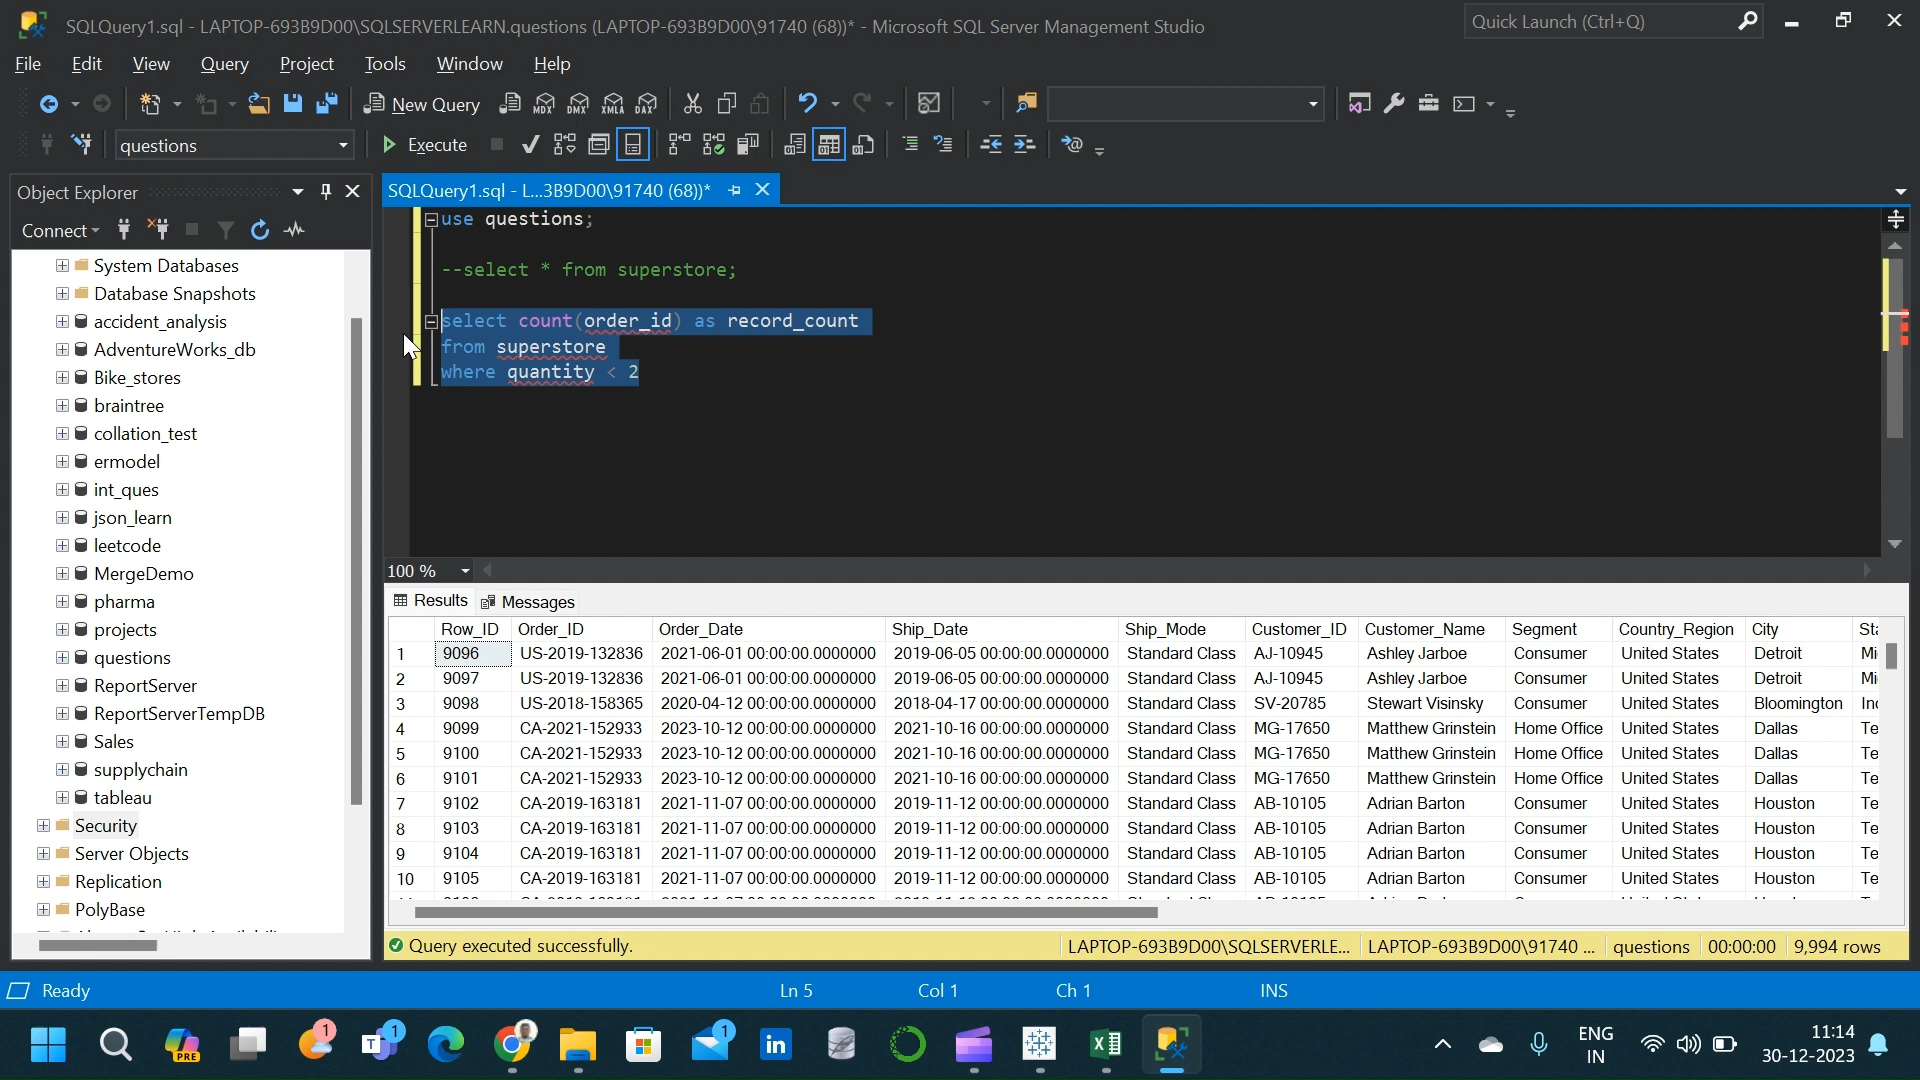 SQLQuery1.sql - LAPTOP-693B9D00\SQLSERVERLEARN.questions (LAPTOP-693B9D00\91740 (68))* - Microsoft SQL Server Management Studio
Quick Launch (Ctrl+Q)
File Edit View Query Project Tools Window Help
New Query MDX DMX XMLA DAX
questions Execute
Object Explorer
SQLQuery1.sql - L...3B9D00\91740 (68))*
Connect
System Databases
Database Snapshots
accident_analysis
AdventureWorks_db
Bike_stores
braintree
collation_test
ermodel
int_ques
json_learn
leetcode
MergeDemo
pharma
projects
questions
ReportServer
ReportServerTempDB
Sales
supplychain
tableau
Security
Server Objects
Replication
PolyBase
use questions;
--select * from superstore;
select count(order_id) as record_count
from superstore
where quantity < 2
100 %
Results Messages
Row_ID Order_ID Order_Date Ship_Date Ship_Mode Customer_ID Customer_Name Segment Country_Region City Sta
1 9096 US-2019-132836 2021-06-01 00:00:00.0000000 2019-06-05 00:00:00.0000000 Standard Class AJ-10945 Ashley Jarboe Consumer United States Detroit Mi
2 9097 US-2019-132836 2021-06-01 00:00:00.0000000 2019-06-05 00:00:00.0000000 Standard Class AJ-10945 Ashley Jarboe Consumer United States Detroit Mi
3 9098 US-2018-158365 2020-04-12 00:00:00.0000000 2018-04-17 00:00:00.0000000 Standard Class SV-20785 Stewart Visinsky Consumer United States Bloomington In
4 9099 CA-2021-152933 2023-10-12 00:00:00.0000000 2021-10-16 00:00:00.0000000 Standard Class MG-17650 Matthew Grinstein Home Office United States Dallas Te
5 9100 CA-2021-152933 2023-10-12 00:00:00.0000000 2021-10-16 00:00:00.0000000 Standard Class MG-17650 Matthew Grinstein Home Office United States Dallas Te
6 9101 CA-2021-152933 2023-10-12 00:00:00.0000000 2021-10-16 00:00:00.0000000 Standard Class MG-17650 Matthew Grinstein Home Office United States Dallas Te
7 9102 CA-2019-163181 2021-11-07 00:00:00.0000000 2019-11-12 00:00:00.0000000 Standard Class AB-10105 Adrian Barton Consumer United States Houston Te
8 9103 CA-2019-163181 2021-11-07 00:00:00.0000000 2019-11-12 00:00:00.0000000 Standard Class AB-10105 Adrian Barton Consumer United States Houston Te
9 9104 CA-2019-163181 2021-11-07 00:00:00.0000000 2019-11-12 00:00:00.0000000 Standard Class AB-10105 Adrian Barton Consumer United States Houston Te
10 9105 CA-2019-163181 2021-11-07 00:00:00.0000000 2019-11-12 00:00:00.0000000 Standard Class AB-10105 Adrian Barton Consumer United States Houston Te
Query executed successfully. LAPTOP-693B9D00\SQLSERVERLE... LAPTOP-693B9D00\91740 ... questions 00:00:00 9,994 rows
Ready Ln 5 Col 1 Ch 1 INS
PRE 1 1 1 in
ENG
IN
11:14
30-12-2023